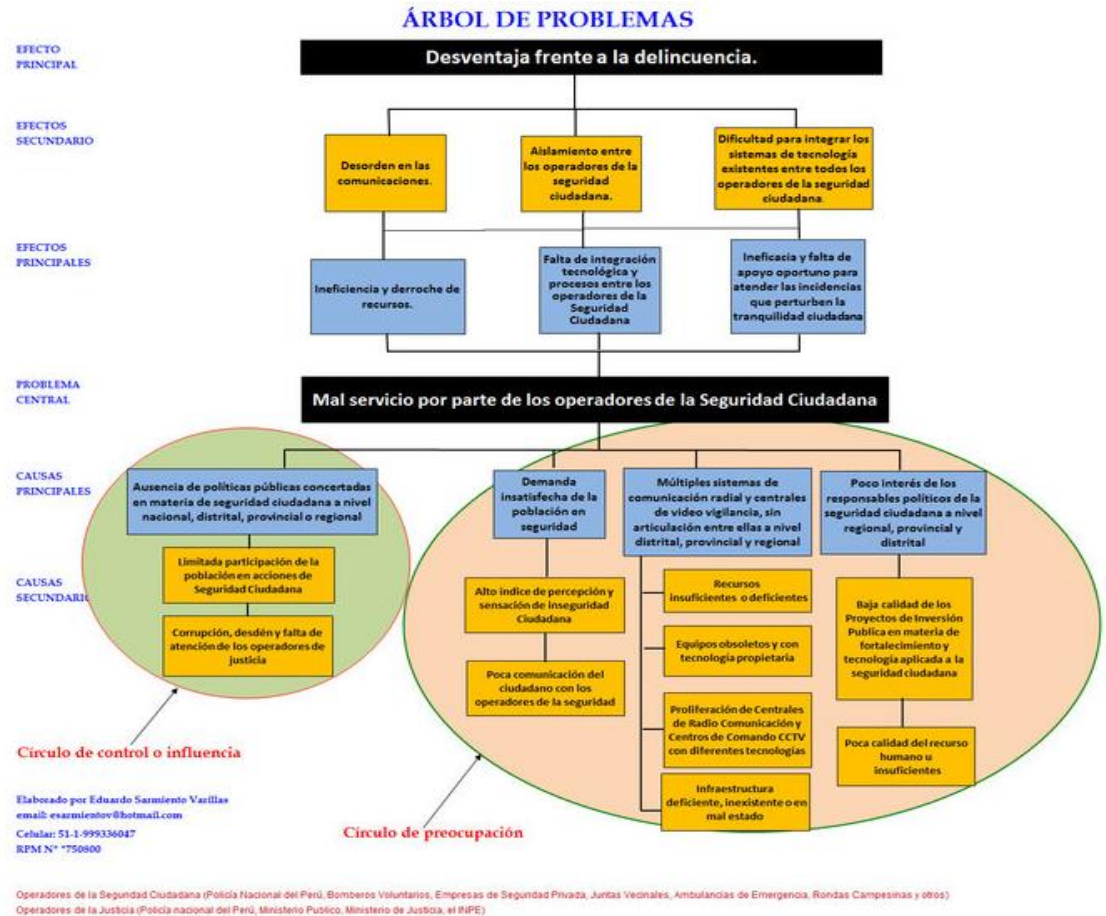 ÁRBOL DE PROBLEMAS
EFECTO
PRINCIPAL
Desventaja frente a la delincuencia.
EFECTOS
SECUNDARIO
Desorden en las
comunicaciones.
Aislamiento entre
los operadores de la
seguridad
ciudadana.
Dificultad para integrar los
sistemas de tecnología
existentes entre todos los
operadores de la seguridad
ciudadana.
EFECTOS
PRINCIPALES
Ineficiencia y derroche de
recursos.
Falta de integración
tecnológica y
procesos entre los
operadores de la
Seguridad
Ciudadana
Ineficacia y falta de
apoyo oportuno para
atender las incidencias
que perturben la
tranquilidad ciudadana
PROBLEMA
CENTRAL
Mal servicio por parte de los operadores de la Seguridad Ciudadana
CAUSAS
PRINCIPALES
Ausencia de políticas públicas concertadas
en materia de seguridad ciudadana a nivel
nacional, distrital, provincial o regional
Demanda
insatisfecha de la
población en
seguridad
Múltiples sistemas de
comunicación radial y centrales
de video vigilancia, sin
articulación entre ellas a nivel
distrital, provincial y regional
Poco interés de los
responsables políticos de la
seguridad ciudadana a nivel
regional, provincial y
distrital
CAUSAS
SECUNDARIO
Limitada participación de la
población en acciones de
Seguridad Ciudadana
Corrupción, desdén y falta de
atención de los operadores de
justicia
Alto índice de percepción y
sensación de inseguridad
Ciudadana
Poca comunicación del
ciudadano con los
operadores de la seguridad
Recursos
insuficientes o deficientes
Equipos obsoletos y con
tecnología propietaria
Proliferación de Centrales
de Radio Comunicación y
Centros de Comando CCTV
con diferentes tecnologías
Infraestructura
deficiente, inexistente o en
mal estado
Baja calidad de los
Proyectos de Inversión
Publica en materia de
fortalecimiento y
tecnología aplicada a la
seguridad ciudadana
Poca calidad del recurso
humano u
insuficientes
Círculo de control o influencia
Círculo de preocupación
Elaborado por Eduardo Sarmiento Varillas
email: esarmientov@hotmail.com
Celular: 51-1-999336047
RPM N° *750800
Operadores de la Seguridad Ciudadana (Policía Nacional del Perú, Bomberos Voluntarios, Empresas de Seguridad Privada, Juntas Vecinales, Ambulancias de Emergencia, Rondas Campesinas y otros)
Operadores de la Justicia (Policía nacional del Perú, Ministerio Publico, Ministerio de Justicia, el INPE)